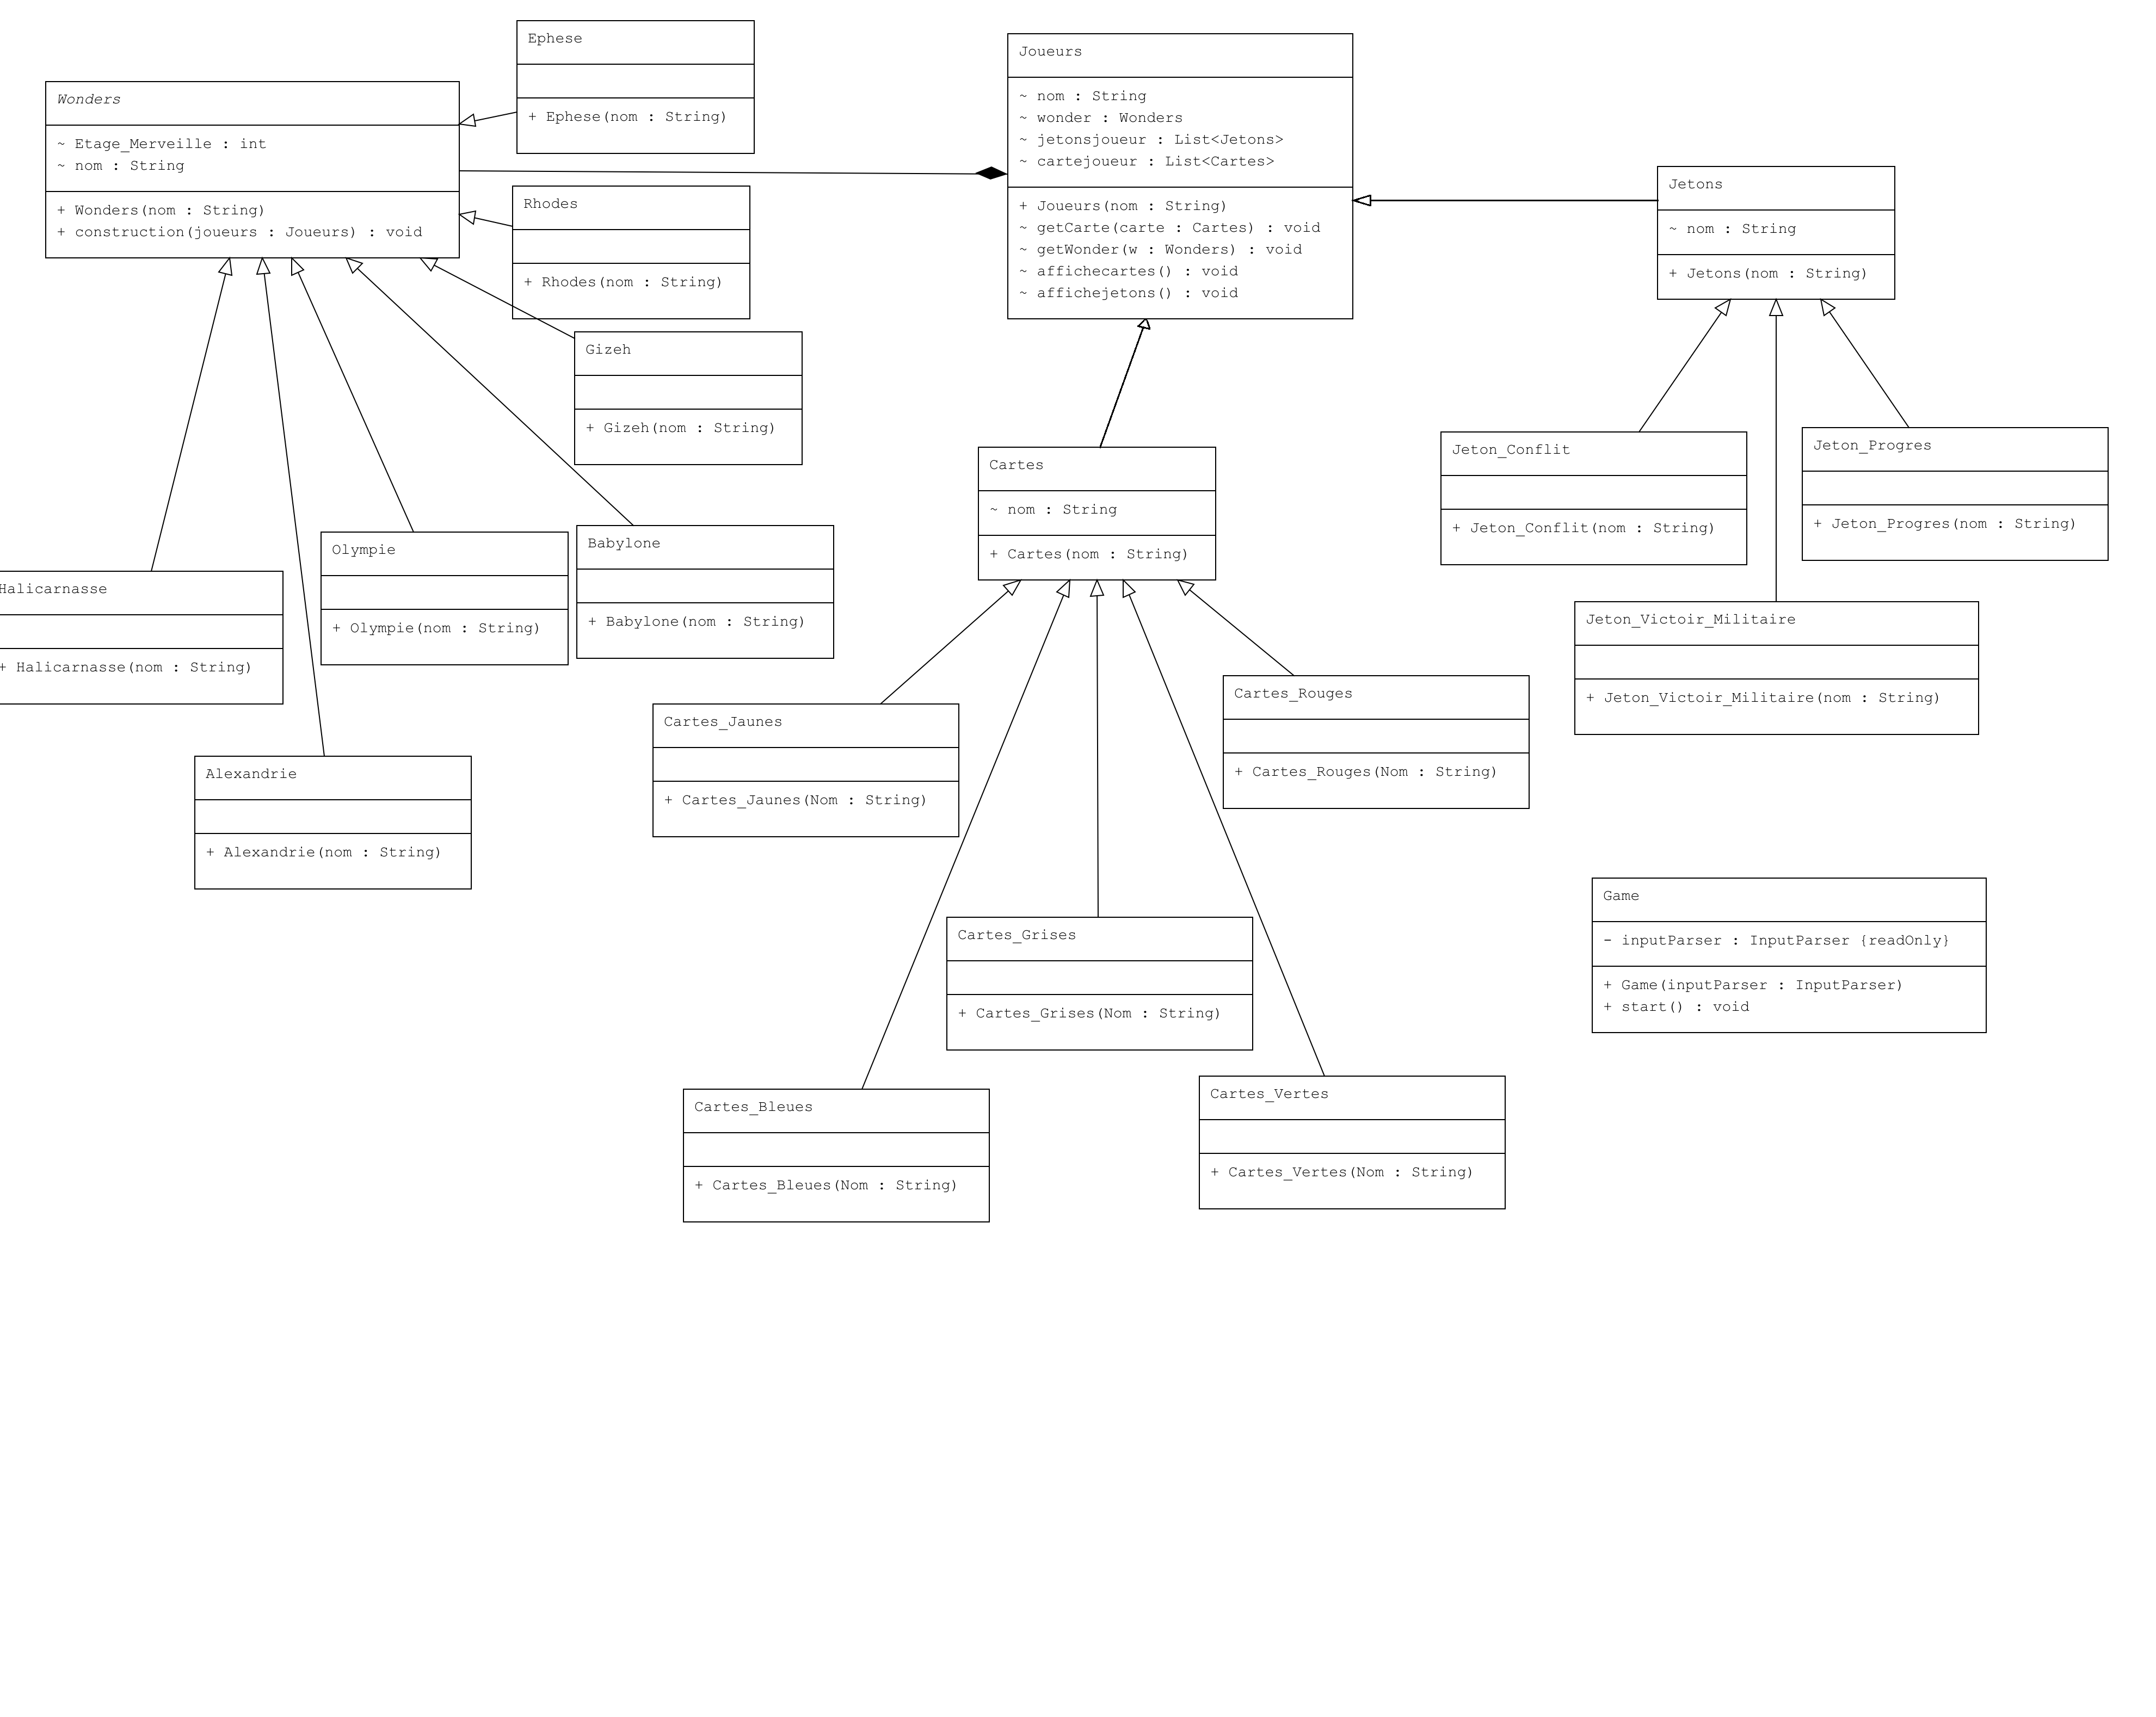 Ephese
+ Ephese(nom : String)
Wonders
~ Etage_Merveille : int
~ nom : String
+ Wonders(nom : String)
+ construction(joueurs : Joueurs) : void
Joueurs
~ nom : String
~ wonder : Wonders
~ jetonsjoueur : List<Jetons>
~ cartejoueur : List<Cartes>
+ Joueurs(nom : String)
~ getCarte(carte : Cartes) : void
~ getWonder(w : Wonders) : void
~ affichecartes() : void
~ affichejetons() : void
Jetons
~ nom : String
+ Jetons(nom : String)
Rhodes
+ Rhodes(nom : String)
Gizeh
+ Gizeh(nom : String)
Cartes
~ nom : String
+ Cartes(nom : String)
Jeton_Conflit
+ Jeton_Conflit(nom : String)
Jeton_Progres
+ Jeton_Progres(nom : String)
Halicarnasse
+ Halicarnasse(nom : String)
Olympie
+ Olympie(nom : String)
Babylone
+ Babylone(nom : String)
Jeton_Victoir_Militaire
+ Jeton_Victoir_Militaire(nom : String)
Alexandrie
+ Alexandrie(nom : String)
Cartes_Jaunes
+ Cartes_Jaunes(Nom : String)
Cartes_Rouges
+ Cartes_Rouges(Nom : String)
Cartes_Grises
+ Cartes_Grises(Nom : String)
Game
- inputParser : InputParser {readOnly}
+ Game(inputParser : InputParser)
+ start() : void
Cartes_Bleues
+ Cartes_Bleues(Nom : String)
Cartes_Vertes
+ Cartes_Vertes(Nom : String)